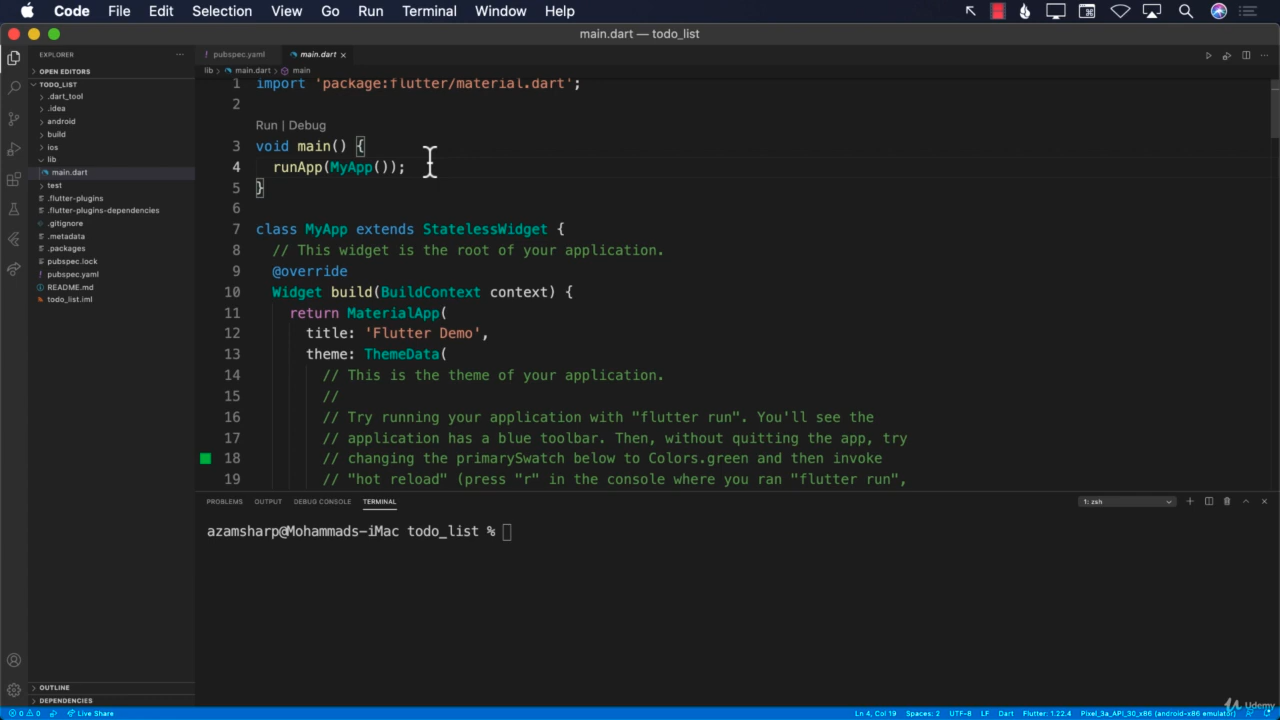 Code File Edit Selection View Go Run Terminal Window Help
main.dart — todo_list
EXPLORER
OPEN EDITORS
TODO_LIST
.dart_tool
.idea
android
build
ios
lib
main.dart
test
.flutter-plugins
.flutter-plugins-dependencies
.gitignore
.metadata
.packages
pubspec.lock
! pubspec.yaml
README.md
todo_list.iml
OUTLINE
DEPENDENCIES
! pubspec.yaml main.dart
lib > main.dart > main
1 import 'package:flutter/material.dart';
2
Run | Debug
3 void main() {
4 runApp(MyApp());
5 }
6
7 class MyApp extends StatelessWidget {
8 // This widget is the root of your application.
9 @override
10 Widget build(BuildContext context) {
11 return MaterialApp(
12 title: 'Flutter Demo',
13 theme: ThemeData(
14 // This is the theme of your application.
15 //
16 // Try running your application with "flutter run". You'll see the
17 // application has a blue toolbar. Then, without quitting the app, try
18 // changing the primarySwatch below to Colors.green and then invoke
19 // "hot reload" (press "r" in the console where you ran "flutter run",
PROBLEMS OUTPUT DEBUG CONSOLE TERMINAL 1: zsh
azamsharp@Mohammads-iMac todo_list %
0 0 Live Share Ln 4, Col 19 Spaces: 2 UTF-8 LF Dart Flutter: 1.22.4 Pixel_3a_API_30_x86 (android-x86 emulator)
Udemy